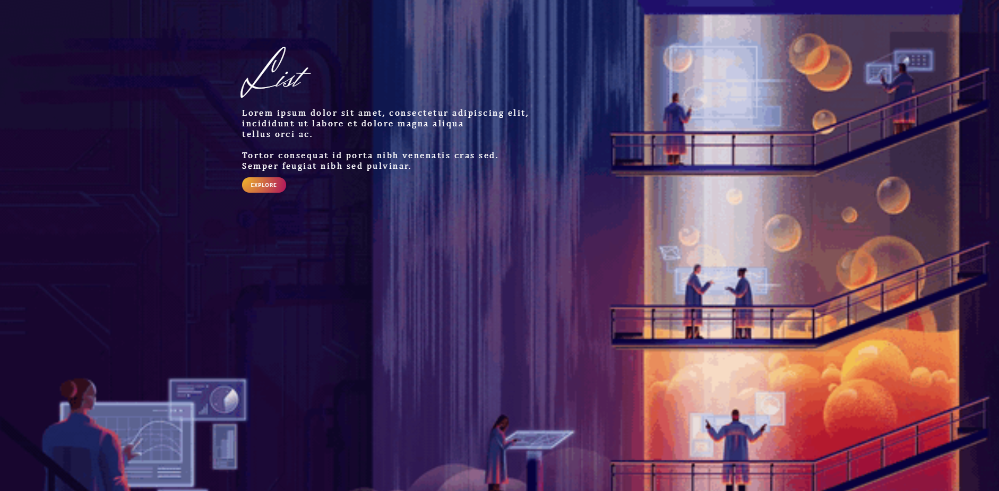 List
Lorem ipsum dolor sit amet, consectetur adipiscing elit,
incididunt ut labore et dolore magna aliqua
tellus orci ac.
Tortor consequat id porta nibh venenatis cras sed.
Semper feugiat nibh sed pulvinar.
EXPLORE